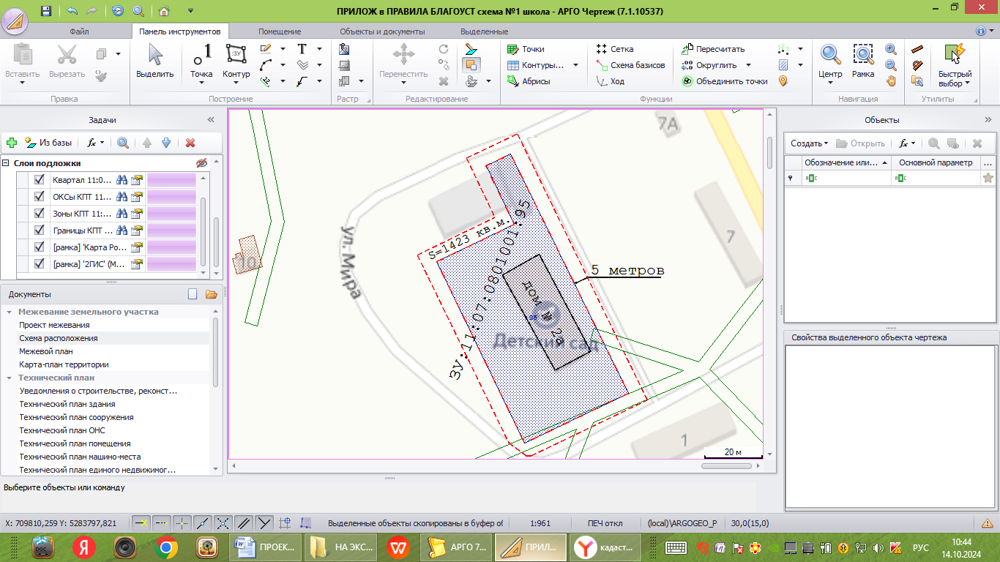 ПРИЛОЖ в ПРАВИЛА БЛАГОУСТ схема №1 школа - АРГО Чертеж (7.1.10537)
Файл
Панель инструментов
Помещение
Объекты и документы
Выделенные
Вставить
Вырезать
Правка
Выделить
Точка
Контур
Построение
Растр
Переместить
Редактирование
Точки
Контуры...
Абрисы
Сетка
Схема базисов
Ход
Пересчитать
Округлить
Объединить точки
Функции
Центр
Рамка
Навигация
Быстрый выбор
Утилиты
Задачи
Из базы
Слои подложки
Квартал 11:0...
ОКСы КПТ 11...
Зоны КПТ 11:...
Границы КПТ ...
[рамка] 'Карта Ро...
[рамка] '2ГИС' (М...
Документы
Межевание земельного участка
Проект межевания
Схема расположения
Межевой план
Карта-план территории
Технический план
Уведомления о строительстве, реконст...
Технический план здания
Технический план сооружения
Технический план ОНС
Технический план помещения
Технический план машино-места
Технический план единого недвижимог...
7А
7
10
1
ул. Мира
S=1423 кв.м.
ЗУ:11:07:0801001:95
дом № 2а
:95
Детский сад
5 метров
20 м
Объекты
Создать
Открыть
Обозначение или...
Основной параметр
...
Свойства выделенного объекта чертежа
Выберите объекты или команду
X: 709810,259 Y: 5283797,821
Выделенные объекты скопированы в буфер об
1:961
ПЕЧ откл
(local)\ARGOGEO_P
30,0(15,0)
ПРОЕК...
НА ЭКС...
АРГО 7...
ПРИЛ...
кадаст...
РУС
10:44
14.10.2024